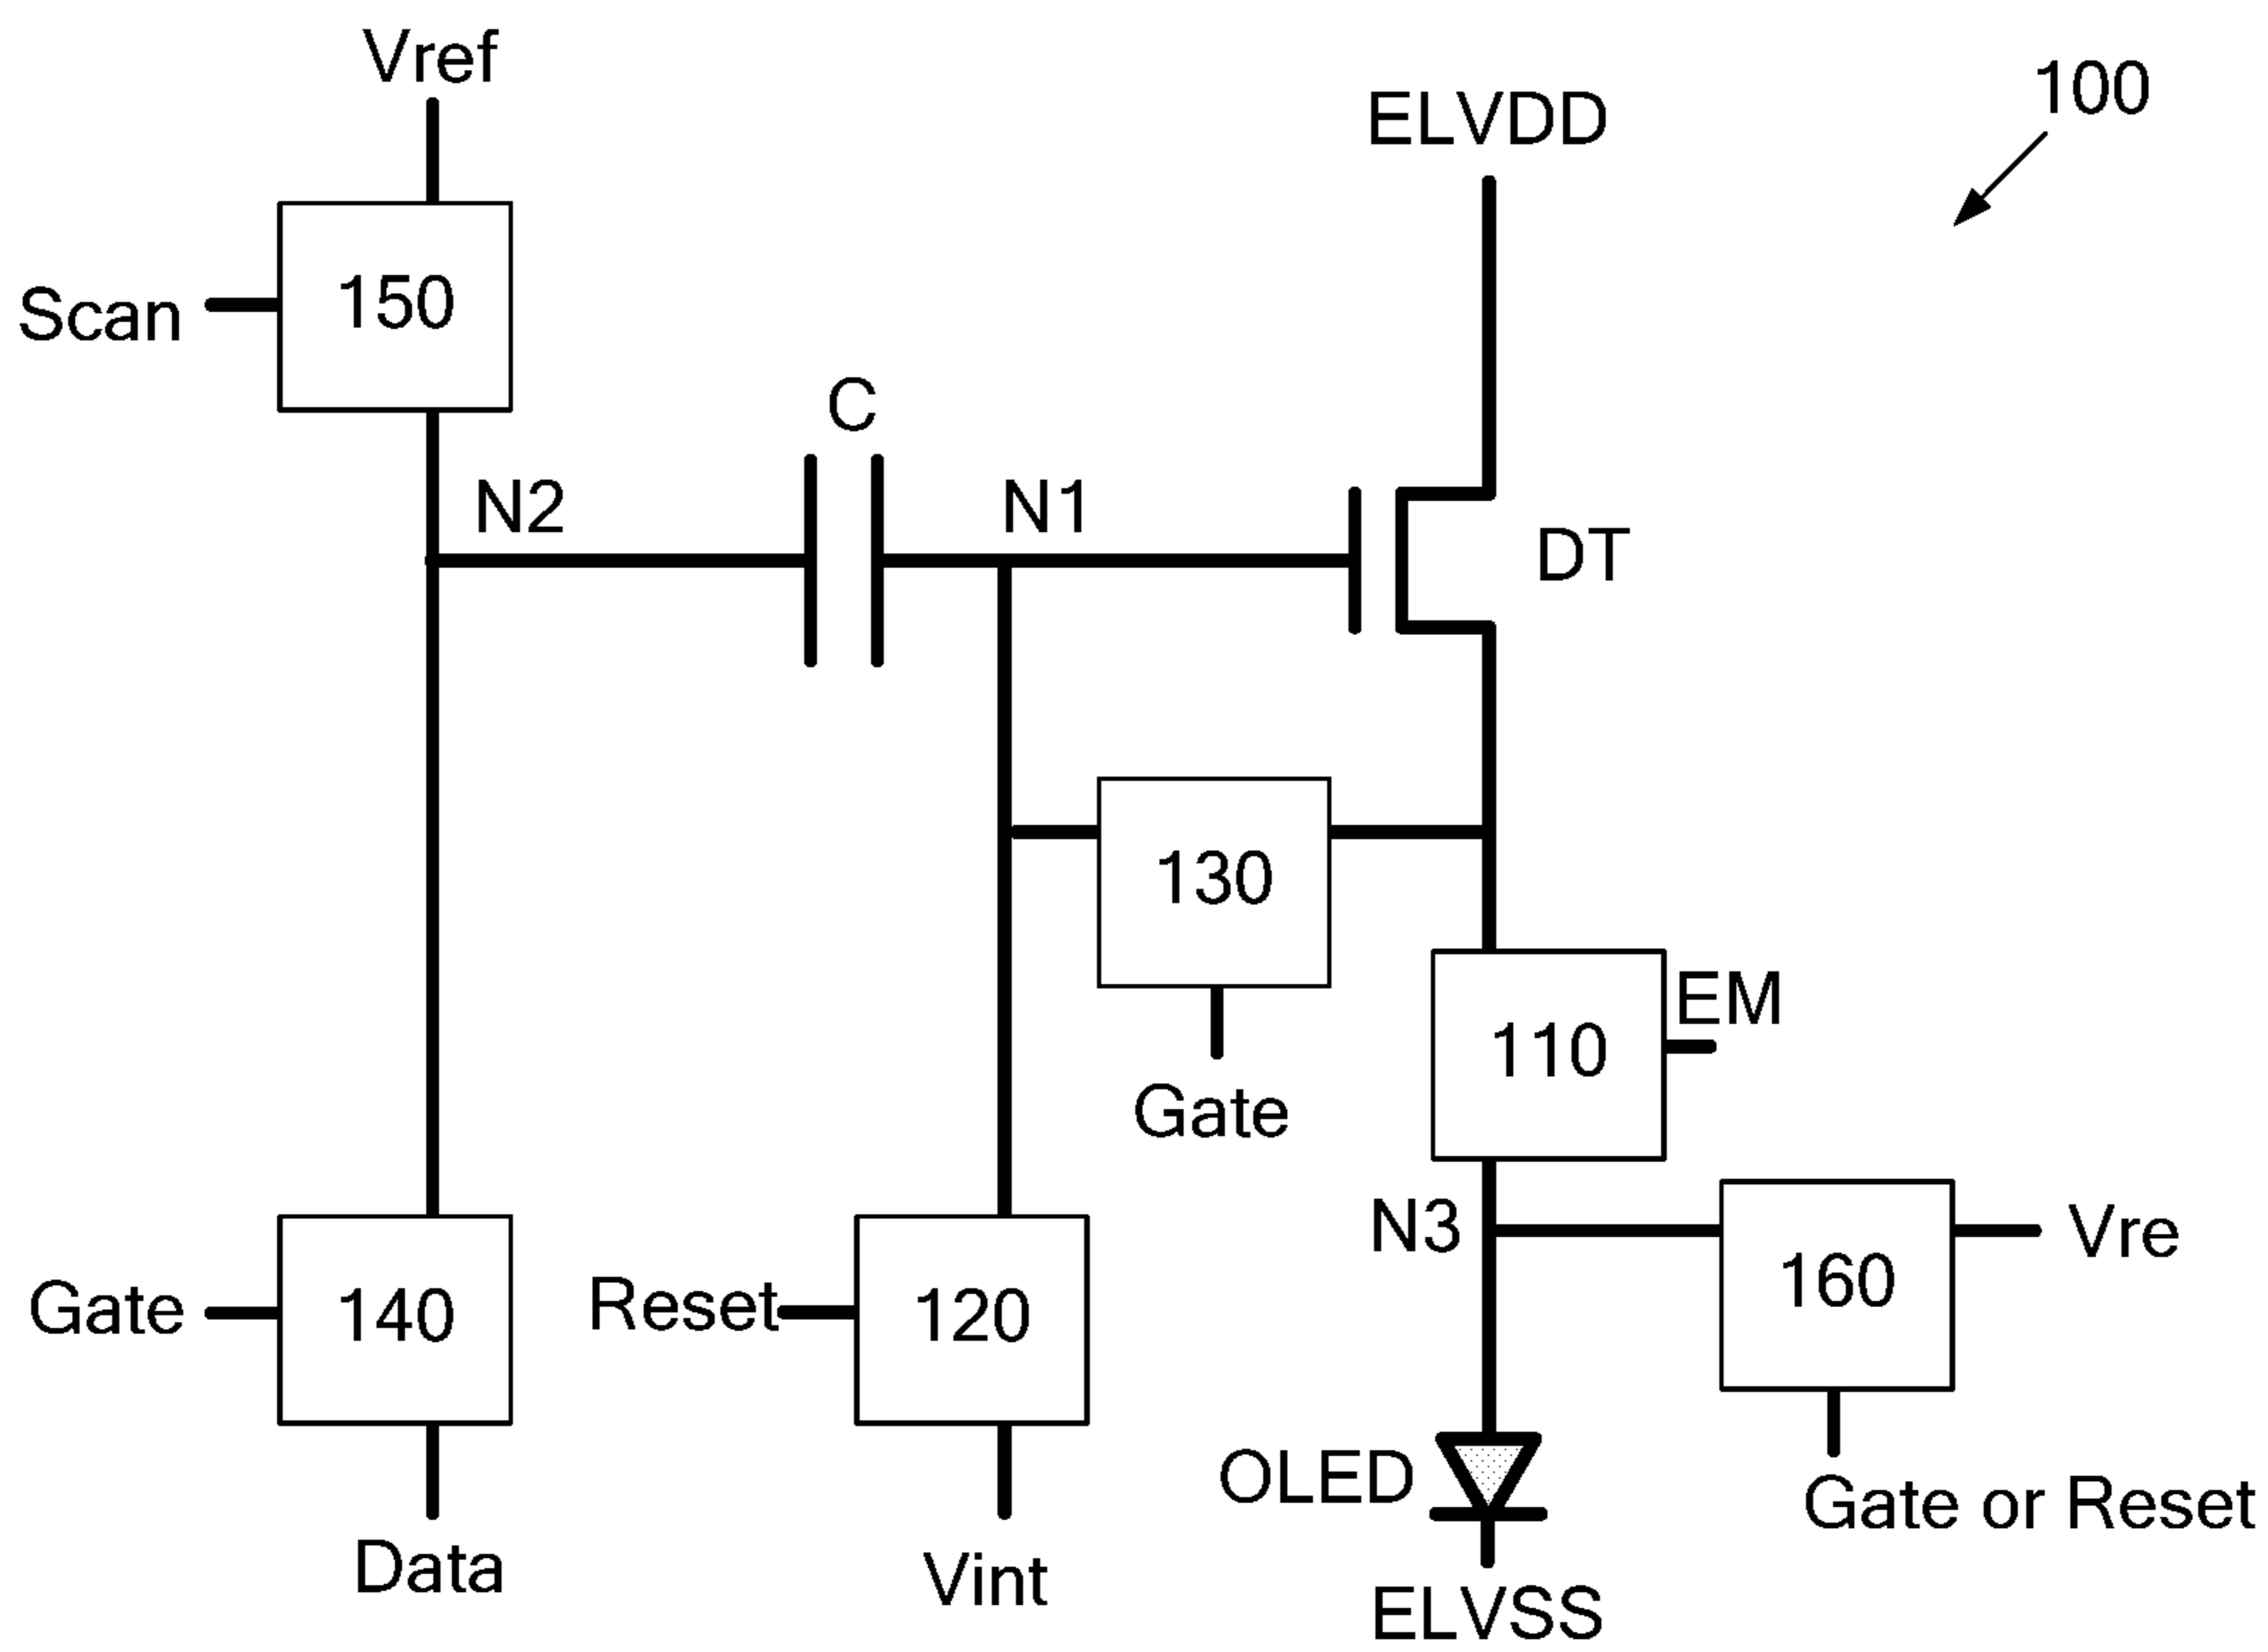 Vref
100
ELVDD
Scan
150
C
N2
N1
DT
130
EM
110
Gate
N3
Vre
160
Gate
140
Reset
120
OLED
Gate or Reset
Data
Vint
ELVSS